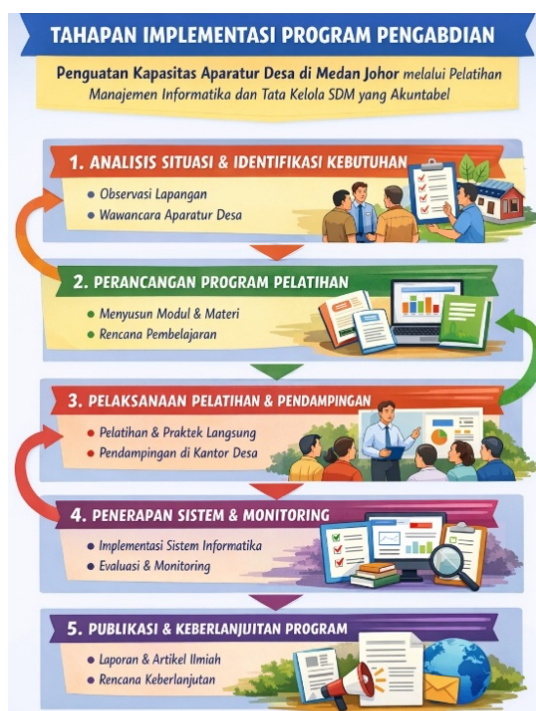 TAHAPAN IMPLEMENTASI PROGRAM PENGABDIAN
Penguatan Kapasitas Aparatur Desa di Medan Johor melalui Pelatihan
Manajemen Informatika dan Tata Kelola SDM yang Akuntabel
1. ANALISIS SITUASI & IDENTIFIKASI KEBUTUHAN
• Observasi Lapangan
• Wawancara Aparatur Desa
2. PERANCANGAN PROGRAM PELATIHAN
• Menyusun Modul & Materi
• Rencana Pembelajaran
3. PELAKSANAAN PELATIHAN & PENDAMPINGAN
• Pelatihan & Praktek Langsung
• Pendampingan di Kantor Desa
4. PENERAPAN SISTEM & MONITORING
• Implementasi Sistem Informatika
• Evaluasi & Monitoring
5. PUBLIKASI & KEBERLANJUTAN PROGRAM
• Laporan & Artikel Ilmiah
• Rencana Keberlanjutan